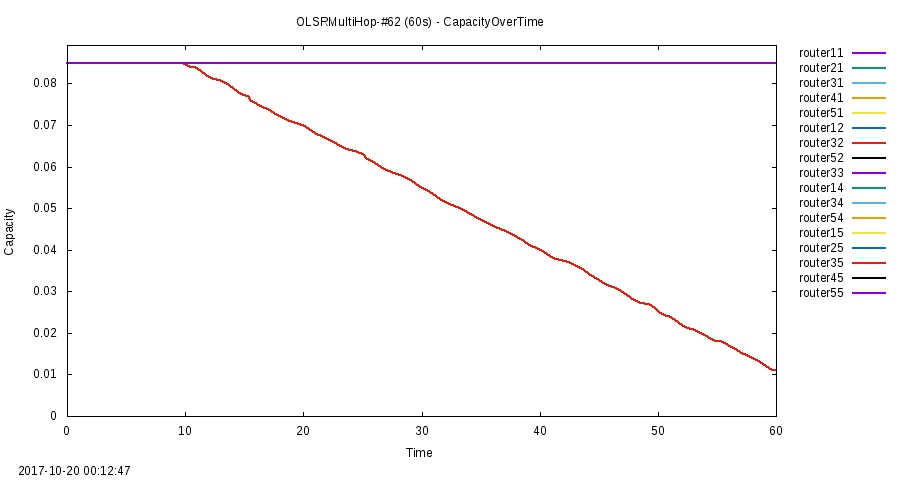 OLSRMultiHop-#62 (60s) - CapacityOverTime
router11
router21
router31
router41
router51
router12
router32
router52
router33
router14
router34
router54
router15
router25
router35
router45
router55
0.08
0.07
0.06
0.05
0.04
0.03
0.02
0.01
0
Capacity
0 10 20 30 40 50 60
Time
2017-10-20 00:12:47